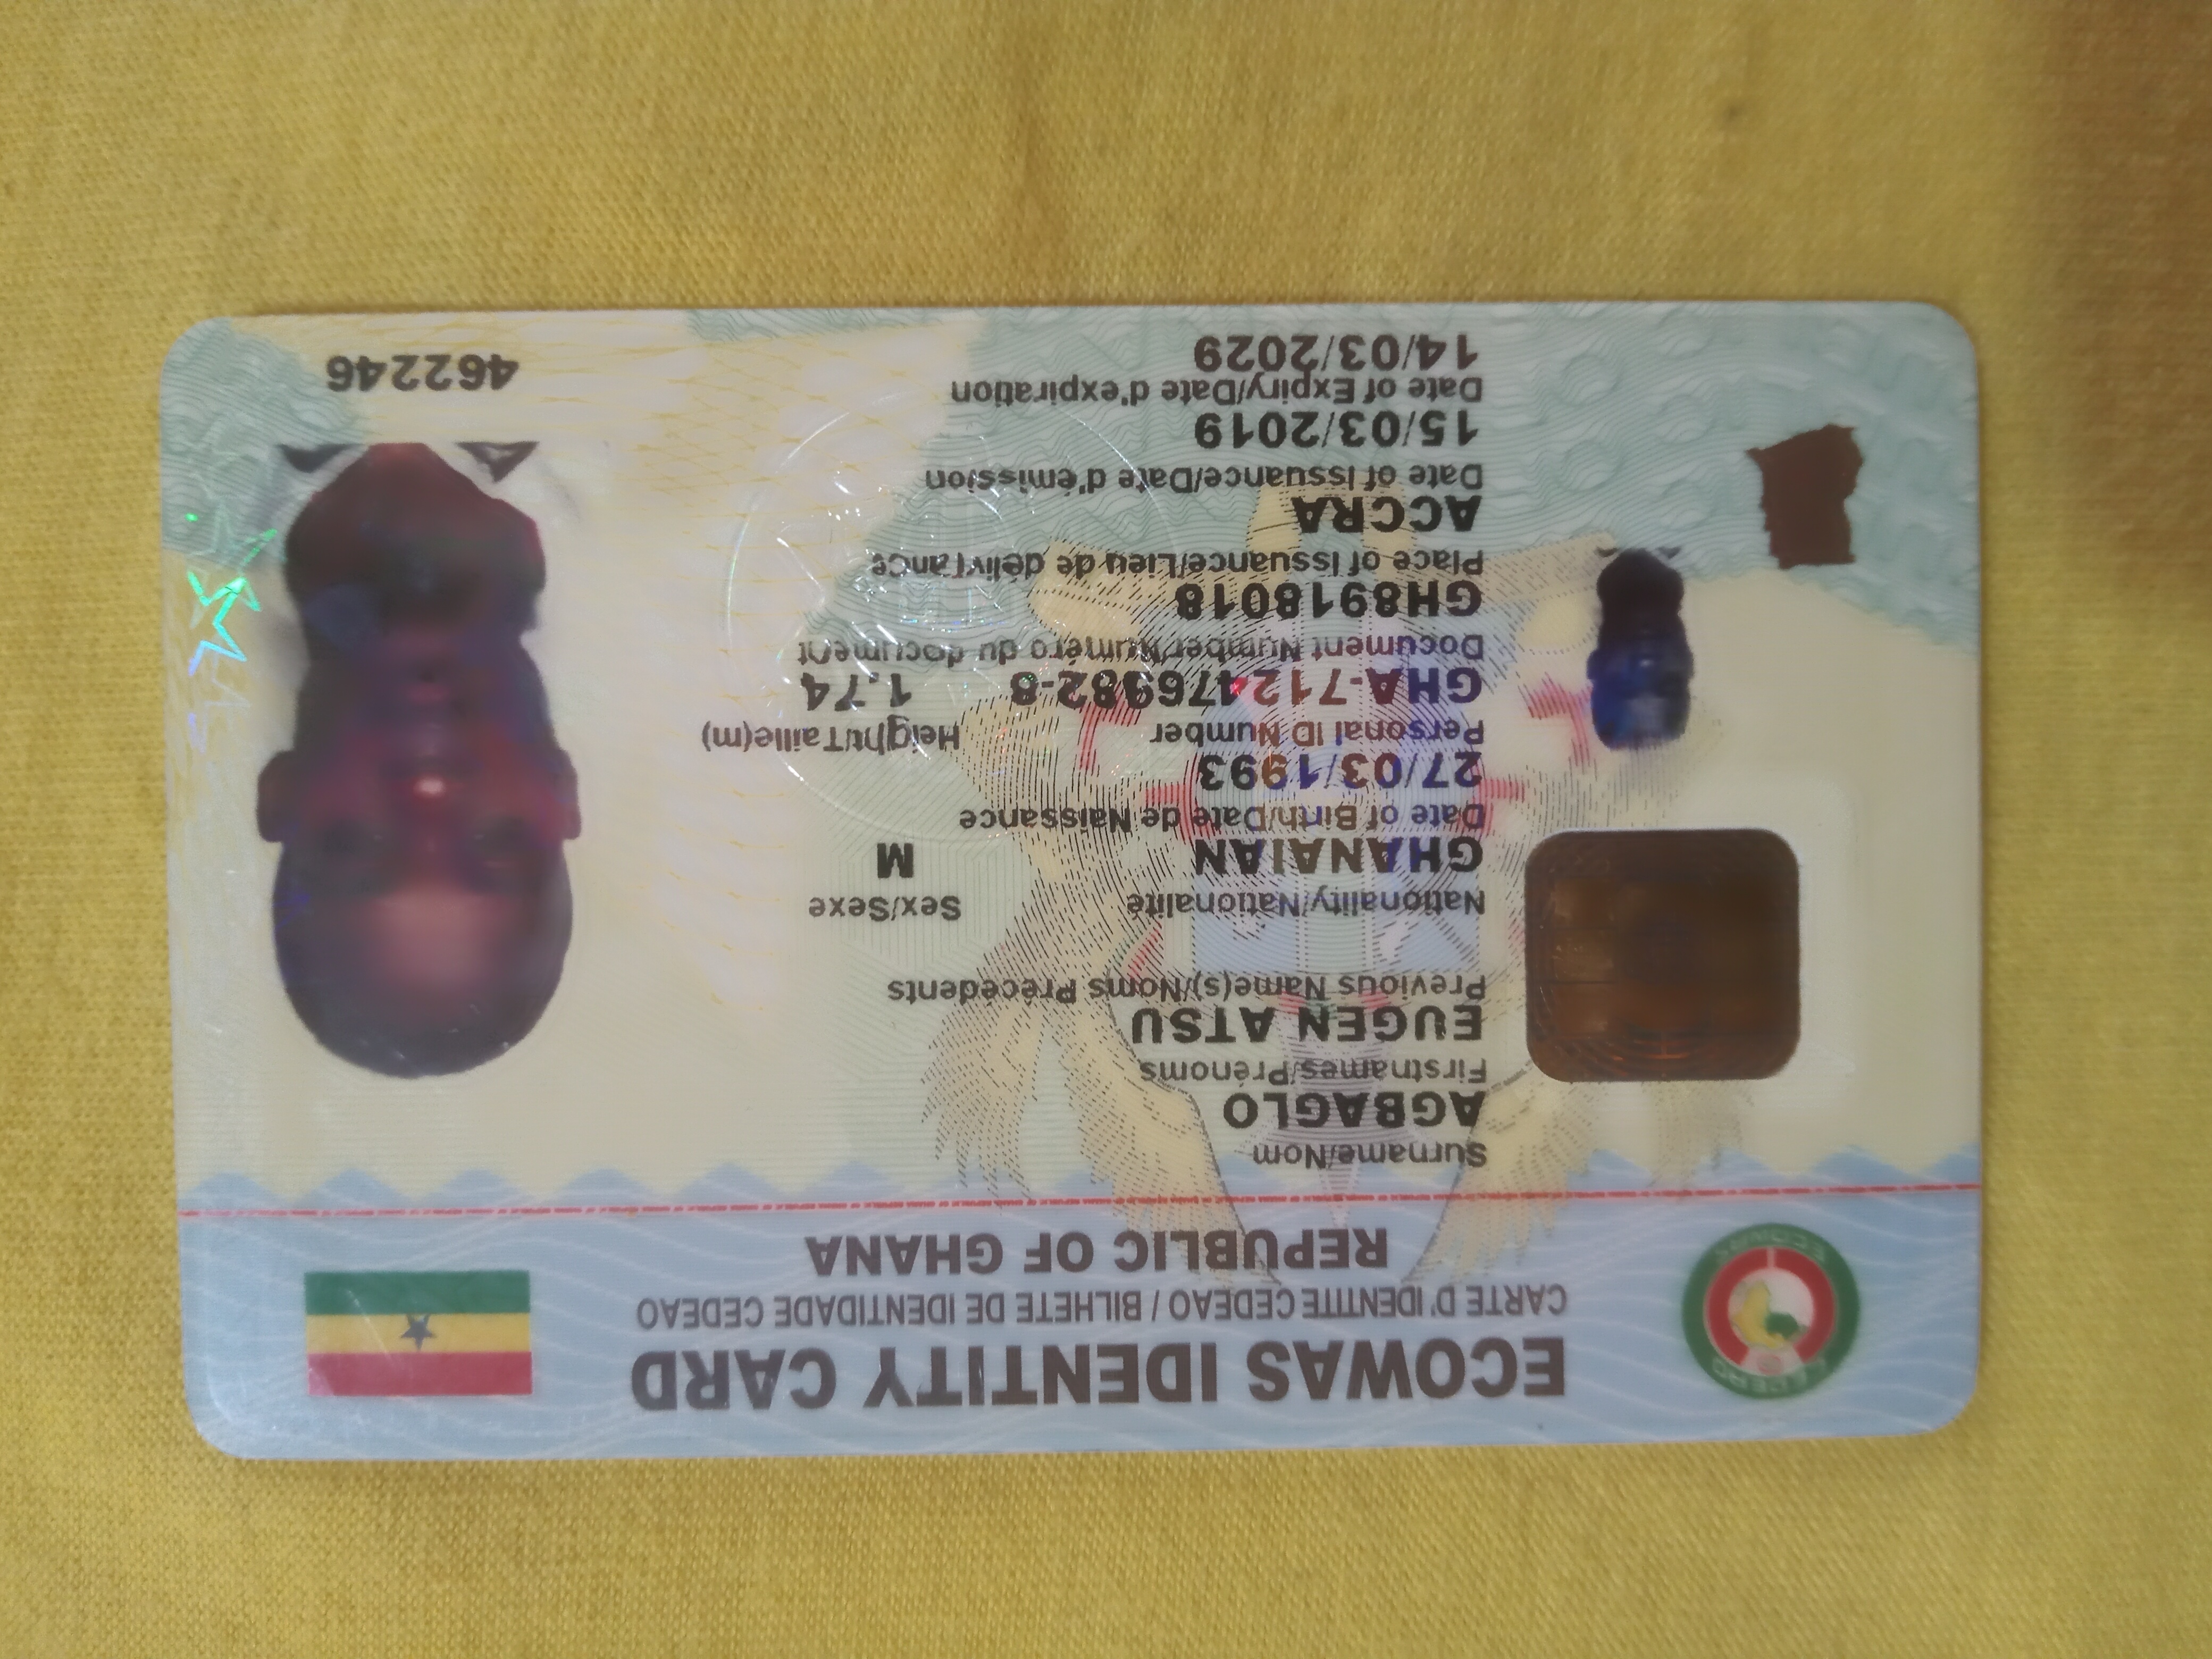 ECOWAS IDENTITY CARD
CARTE D' IDENTITE CEDEAO / BILHETE DE IDENTIDADE CEDEAO
REPUBLIC OF GHANA
Surname/Nom
AGBAGLO
Firstnames/Prénoms
EUGEN ATSU
Previous Name(s)/Noms Précédents
Nationality/Nationalité Sex/Sexe
GHANAIAN M
Date of Birth/Date de Naissance
27/03/1993
Personal ID Number Height/Taille(m)
GHA-712476982-8 1.74
Document Number/Numéro du document
GH8918018
Place of Issuance/Lieu de délivrance
ACCRA
Date of Issuance/Date d'émission
15/03/2019
Date of Expiry/Date d'expiration
14/03/2029
462246